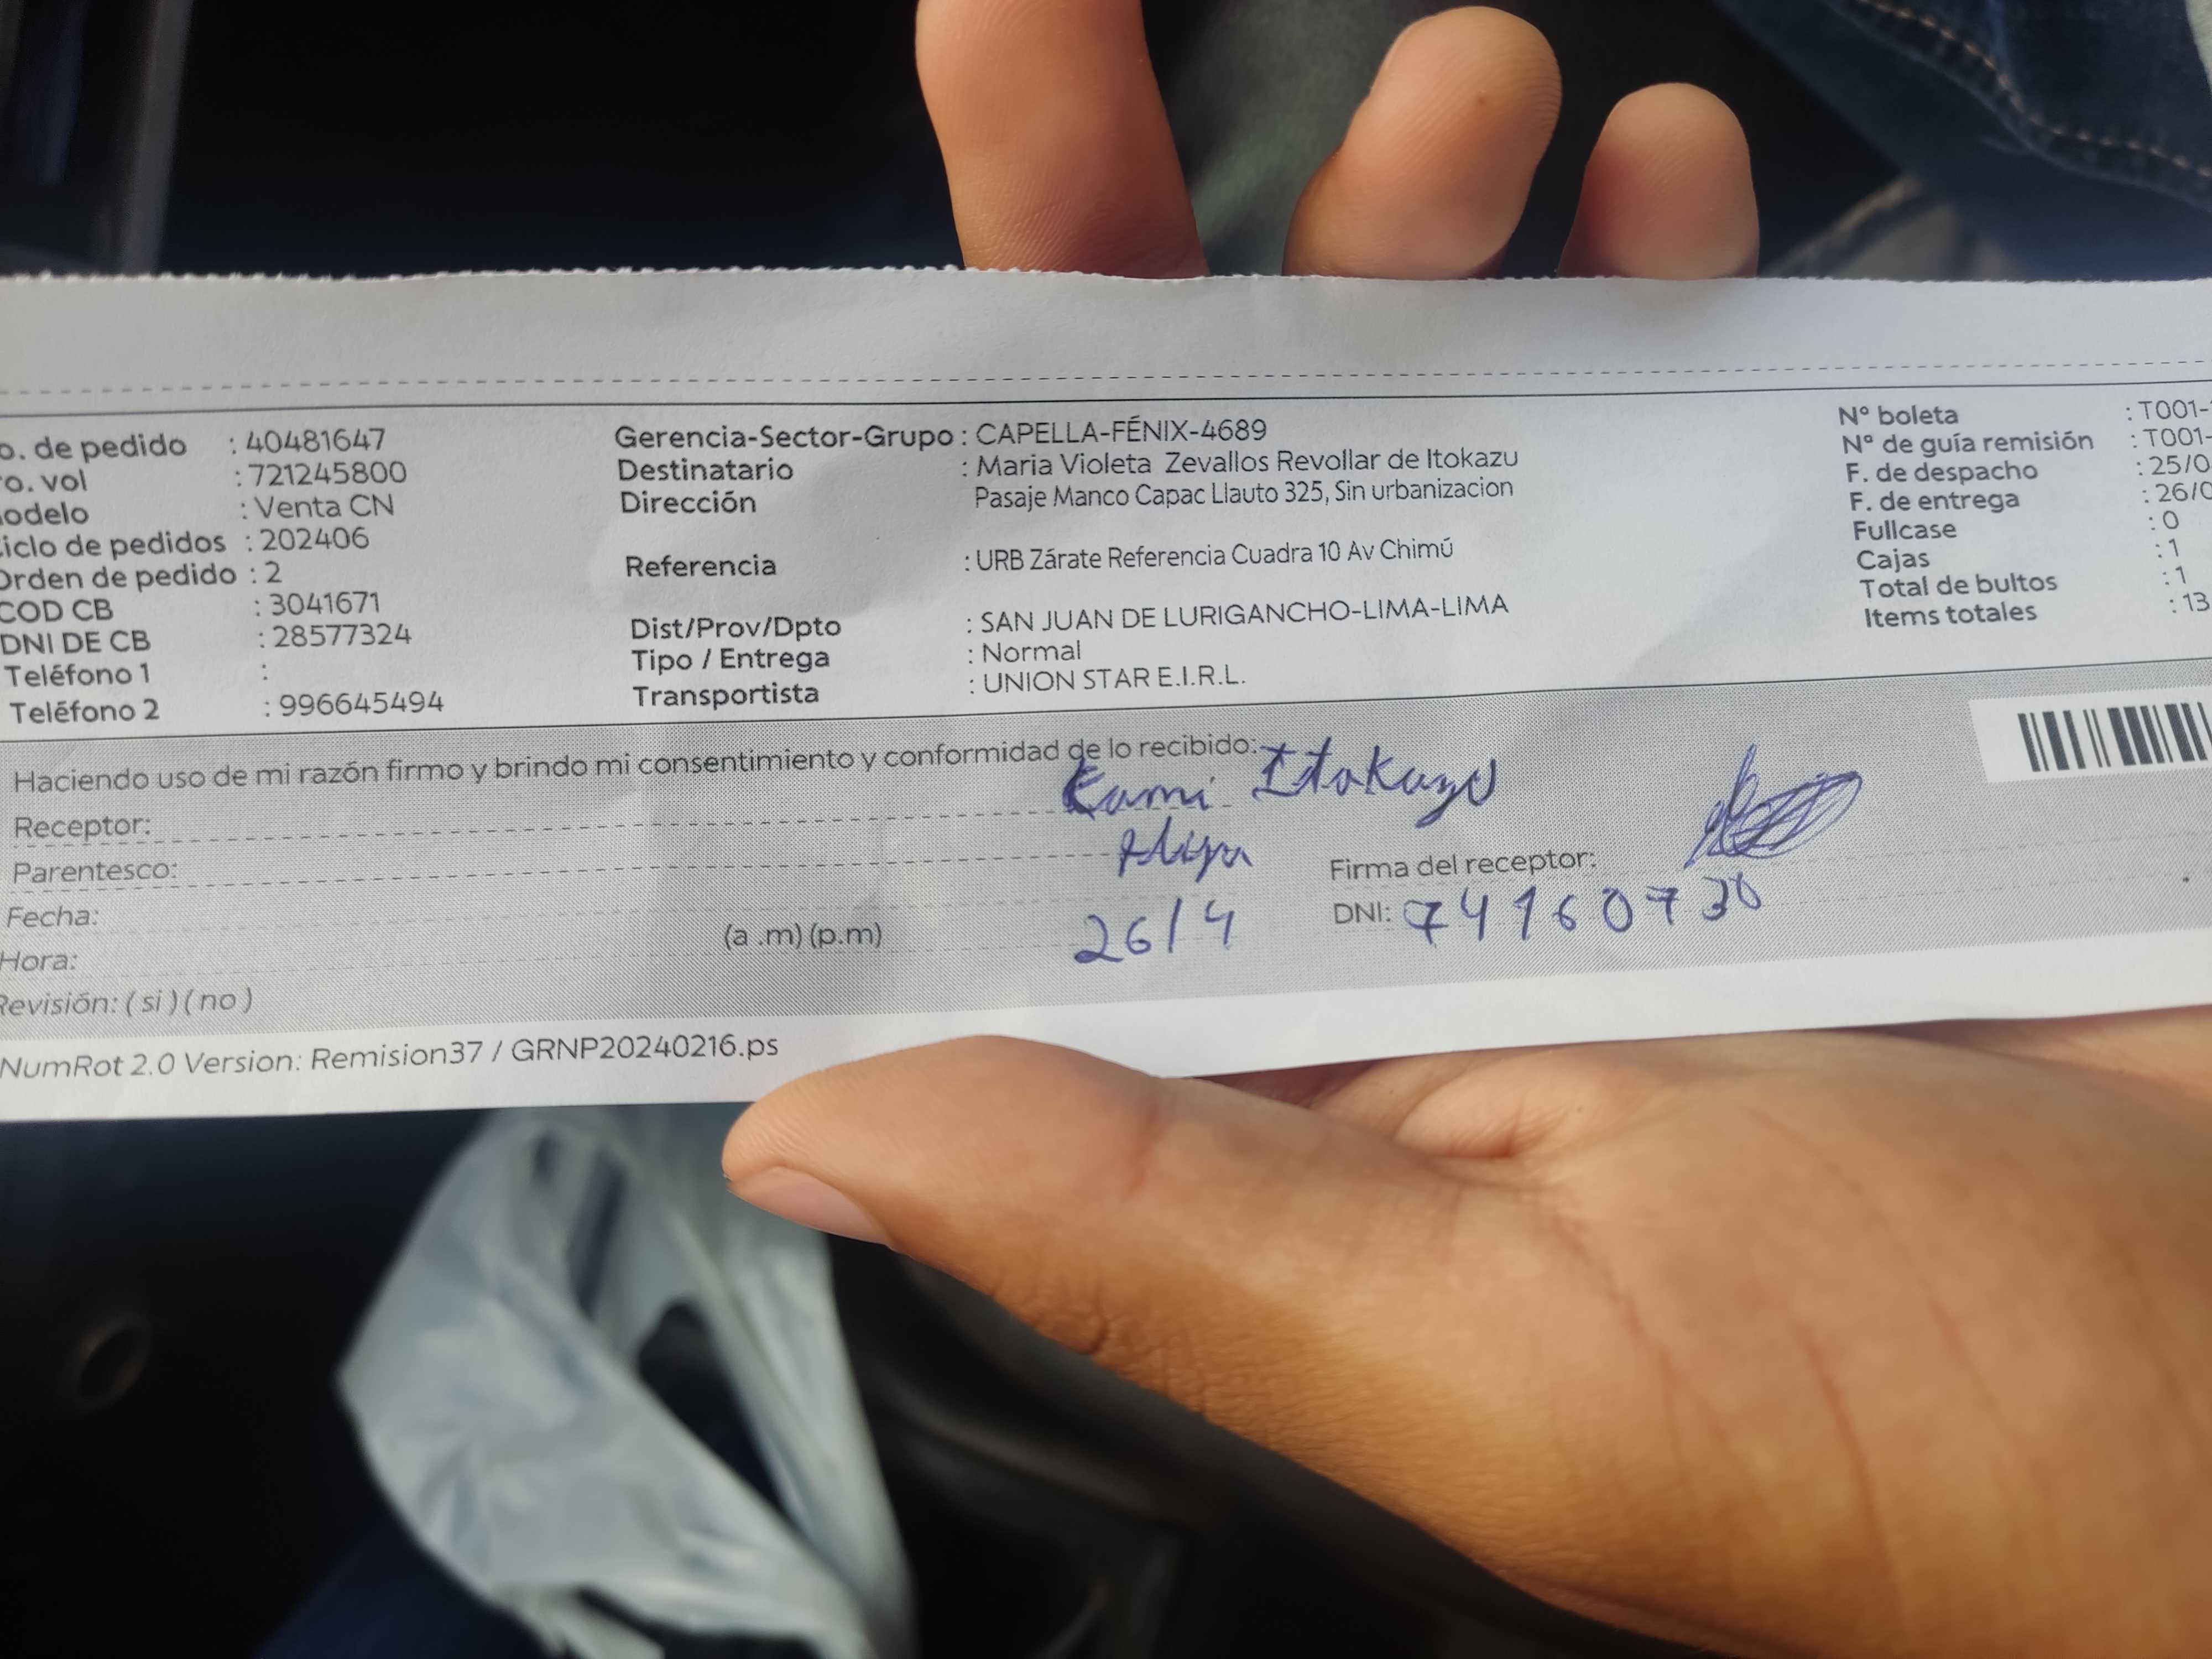 o. de pedido : 40481647
ro. vol : 721245800
odelo : Venta CN
iclo de pedidos : 202406
Orden de pedido : 2
COD CB : 3041671
DNI DE CB : 28577324
Teléfono 1 :
Teléfono 2 : 996645494
Gerencia-Sector-Grupo : CAPELLA-FÉNIX-4689
Destinatario : Maria Violeta Zevallos Revollar de Itokazu
Dirección Pasaje Manco Capac Llauto 325, Sin urbanizacion
Referencia : URB Zárate Referencia Cuadra 10 Av Chimú
Dist/Prov/Dpto : SAN JUAN DE LURIGANCHO-LIMA-LIMA
Tipo / Entrega : Normal
Transportista : UNION STAR E.I.R.L.
N° boleta : T001-
N° de guía remisión : T001-
F. de despacho : 25/0
F. de entrega : 26/0
Fullcase : 0
Cajas : 1
Total de bultos : 1
Items totales : 13
Haciendo uso de mi razón firmo y brindo mi consentimiento y conformidad de lo recibido:
Receptor: Kami Itokazu
Parentesco:
Firma del receptor:
Fecha: 26/4
DNI: 74160730
Hora: (a .m) (p.m)
Revisión: ( si ) ( no )
NumRot 2.0 Version: Remision37 / GRNP20240216.ps